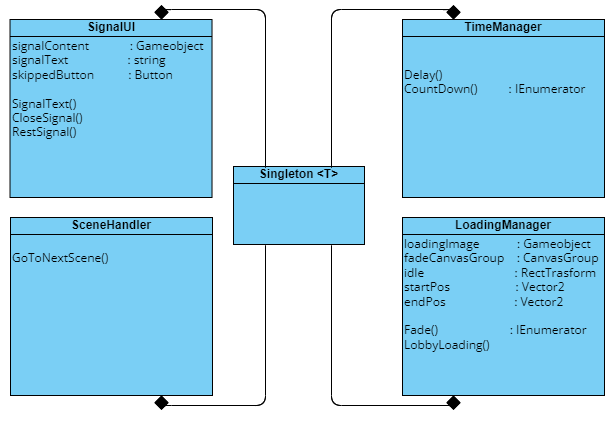 SignalUI
signalContent : Gameobject
signalText : string
skippedButton : Button
SignalText()
CloseSignal()
RestSignal()
TimeManager
Delay()
CountDown() : IEnumerator
Singleton <T>
SceneHandler
GoToNextScene()
LoadingManager
loadingImage : Gameobject
fadeCanvasGroup : CanvasGroup
idle : RectTrasform
startPos : Vector2
endPos : Vector2
Fade() : IEnumerator
LobbyLoading()